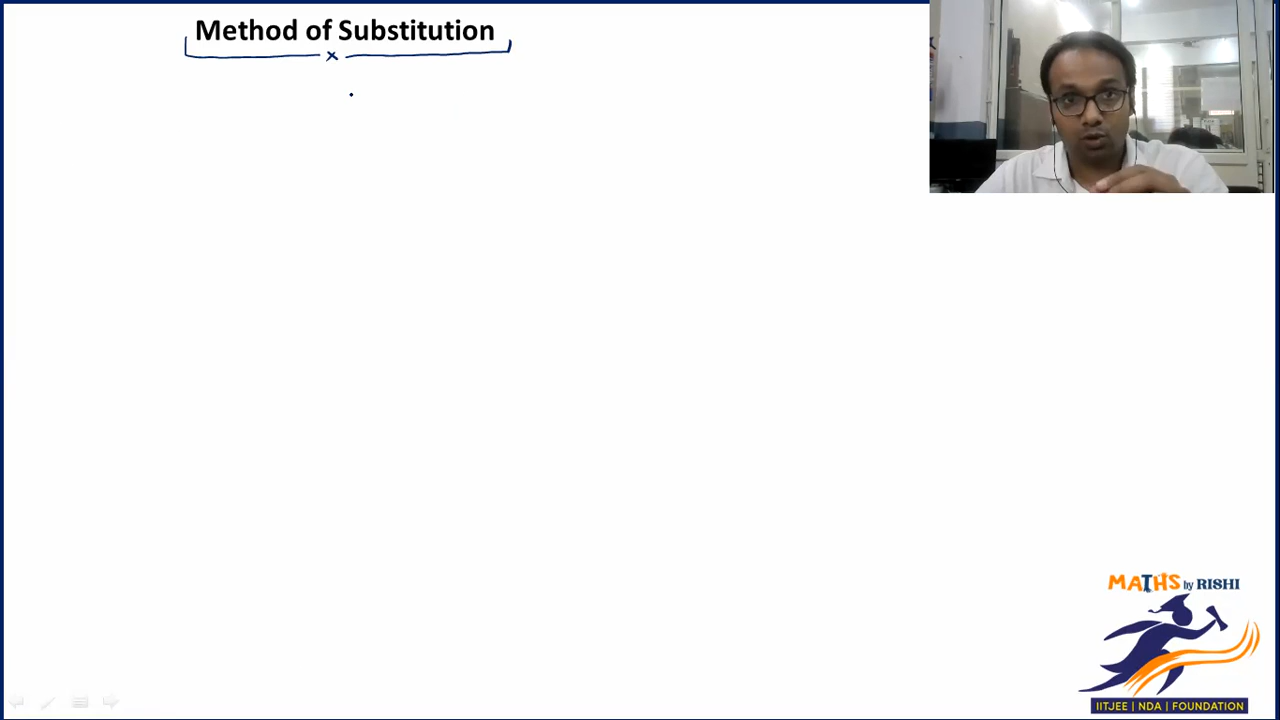 Method of Substitution
x
MATHS by RISHI
IITJEE | NDA | FOUNDATION